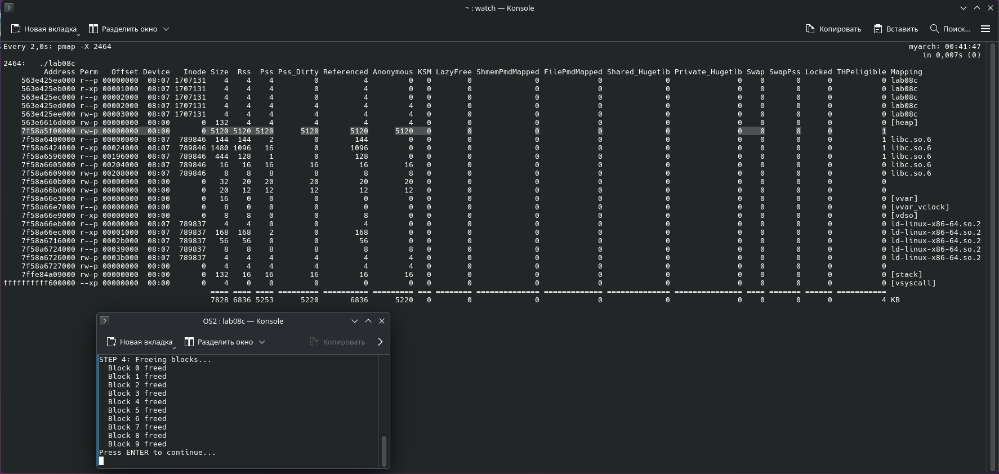 ~ : watch — Konsole
Новая вкладка Разделить окно Копировать Вставить Поиск...
Every 2,0s: pmap -X 2464 myarch: 00:41:47
in 0,007s (0)
2464: ./lab08c
Address Perm Offset Device Inode Size Rss Pss Pss_Dirty Referenced Anonymous KSM LazyFree ShmemPmdMapped FilePmdMapped Shared_Hugetlb Private_Hugetlb Swap SwapPss Locked THPeligible Mapping
563e425ea000 r--p 00000000 08:07 1707131 4 4 4 0 4 0 0 0 0 0 0 0 0 0 0 0 lab08c
563e425eb000 r-xp 00001000 08:07 1707131 4 4 4 0 4 0 0 0 0 0 0 0 0 0 0 0 lab08c
563e425ec000 r--p 00002000 08:07 1707131 4 4 4 0 4 0 0 0 0 0 0 0 0 0 0 0 lab08c
563e425ed000 r--p 00002000 08:07 1707131 4 4 4 4 4 4 0 0 0 0 0 0 0 0 0 0 lab08c
563e425ee000 rw-p 00003000 08:07 1707131 4 4 4 4 4 4 0 0 0 0 0 0 0 0 0 0 lab08c
563e6616d000 rw-p 00000000 00:00 0 132 4 4 4 4 4 0 0 0 0 0 0 0 0 0 0 [heap]
7f58a5f00000 rw-p 00000000 00:00 0 5120 5120 5120 5120 5120 5120 0 0 0 0 0 0 0 0 0 1
7f58a6400000 r--p 00000000 08:07 789846 144 144 2 0 144 0 0 0 0 0 0 0 0 0 0 1 libc.so.6
7f58a6424000 r-xp 00024000 08:07 789846 1480 1096 16 0 1096 0 0 0 0 0 0 0 0 0 0 1 libc.so.6
7f58a6596000 r--p 00196000 08:07 789846 444 128 1 0 128 0 0 0 0 0 0 0 0 0 0 1 libc.so.6
7f58a6605000 r--p 00204000 08:07 789846 16 16 16 16 16 16 0 0 0 0 0 0 0 0 0 0 libc.so.6
7f58a6609000 rw-p 00208000 08:07 789846 8 8 8 8 8 8 0 0 0 0 0 0 0 0 0 0 libc.so.6
7f58a660b000 rw-p 00000000 00:00 0 32 20 20 20 20 20 0 0 0 0 0 0 0 0 0 0
7f58a66bd000 rw-p 00000000 00:00 0 20 12 12 12 12 12 0 0 0 0 0 0 0 0 0 0
7f58a66e3000 r--p 00000000 00:00 0 16 0 0 0 0 0 0 0 0 0 0 0 0 0 0 0 [vvar]
7f58a66e7000 r--p 00000000 00:00 0 8 0 0 0 0 0 0 0 0 0 0 0 0 0 0 0 [vvar_vclock]
7f58a66e9000 r-xp 00000000 00:00 0 8 8 0 0 8 0 0 0 0 0 0 0 0 0 0 0 [vdso]
7f58a66eb000 r--p 00000000 08:07 789837 4 4 0 0 4 0 0 0 0 0 0 0 0 0 0 0 ld-linux-x86-64.so.2
7f58a66ec000 r-xp 00001000 08:07 789837 168 168 2 0 168 0 0 0 0 0 0 0 0 0 0 0 ld-linux-x86-64.so.2
7f58a6716000 r--p 0002b000 08:07 789837 56 56 0 0 56 0 0 0 0 0 0 0 0 0 0 0 ld-linux-x86-64.so.2
7f58a6724000 r--p 00039000 08:07 789837 8 8 8 8 8 8 0 0 0 0 0 0 0 0 0 0 ld-linux-x86-64.so.2
7f58a6726000 rw-p 0003b000 08:07 789837 4 4 4 4 4 4 0 0 0 0 0 0 0 0 0 0 ld-linux-x86-64.so.2
7f58a6727000 rw-p 00000000 00:00 0 4 4 4 4 4 4 0 0 0 0 0 0 0 0 0 0
7ffe84a09000 rw-p 00000000 00:00 0 132 16 16 16 16 16 0 0 0 0 0 0 0 0 0 0 [stack]
ffffffffff600000 --xp 00000000 00:00 0 4 0 0 0 0 0 0 0 0 0 0 0 0 0 0 0 [vsyscall]
==== ==== ==== ========= ========== ========= === ======== ============== ============= ============== =============== ==== ======= ====== ===========
7828 6836 5253 5220 6836 5220 0 0 0 0 0 0 0 0 0 4 KB
OS2 : lab08c — Konsole
Новая вкладка Разделить окно Копировать
STEP 4: Freeing blocks...
Block 0 freed
Block 1 freed
Block 2 freed
Block 3 freed
Block 4 freed
Block 5 freed
Block 6 freed
Block 7 freed
Block 8 freed
Block 9 freed
Press ENTER to continue...